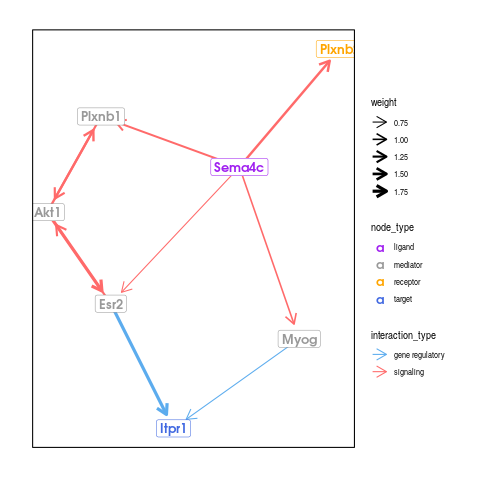 Plxnb
Plxnb1
Sema4c
Akt1
Esr2
Myog
Itpr1
weight
0.75
1.00
1.25
1.50
1.75
node_type
a ligand
a mediator
a receptor
a target
interaction_type
gene regulatory
signaling